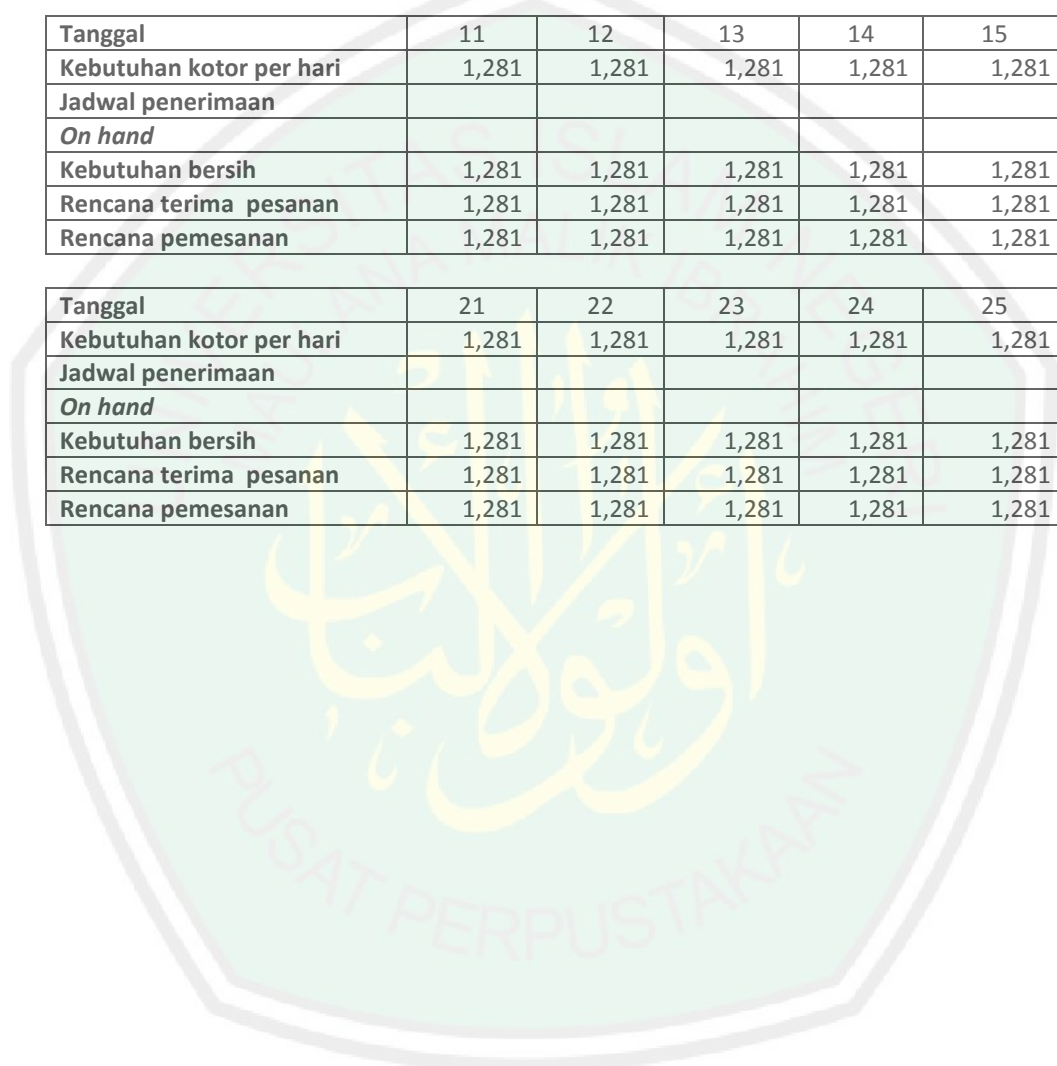 Tanggal 11 12 13 14 15
Kebutuhan kotor per hari 1,281 1,281 1,281 1,281 1,281
Jadwal penerimaan
On hand
Kebutuhan bersih 1,281 1,281 1,281 1,281 1,281
Rencana terima pesanan 1,281 1,281 1,281 1,281 1,281
Rencana pemesanan 1,281 1,281 1,281 1,281 1,281
Tanggal 21 22 23 24 25
Kebutuhan kotor per hari 1,281 1,281 1,281 1,281 1,281
Jadwal penerimaan
On hand
Kebutuhan bersih 1,281 1,281 1,281 1,281 1,281
Rencana terima pesanan 1,281 1,281 1,281 1,281 1,281
Rencana pemesanan 1,281 1,281 1,281 1,281 1,281
PUSAT PERPUSTAKAAN